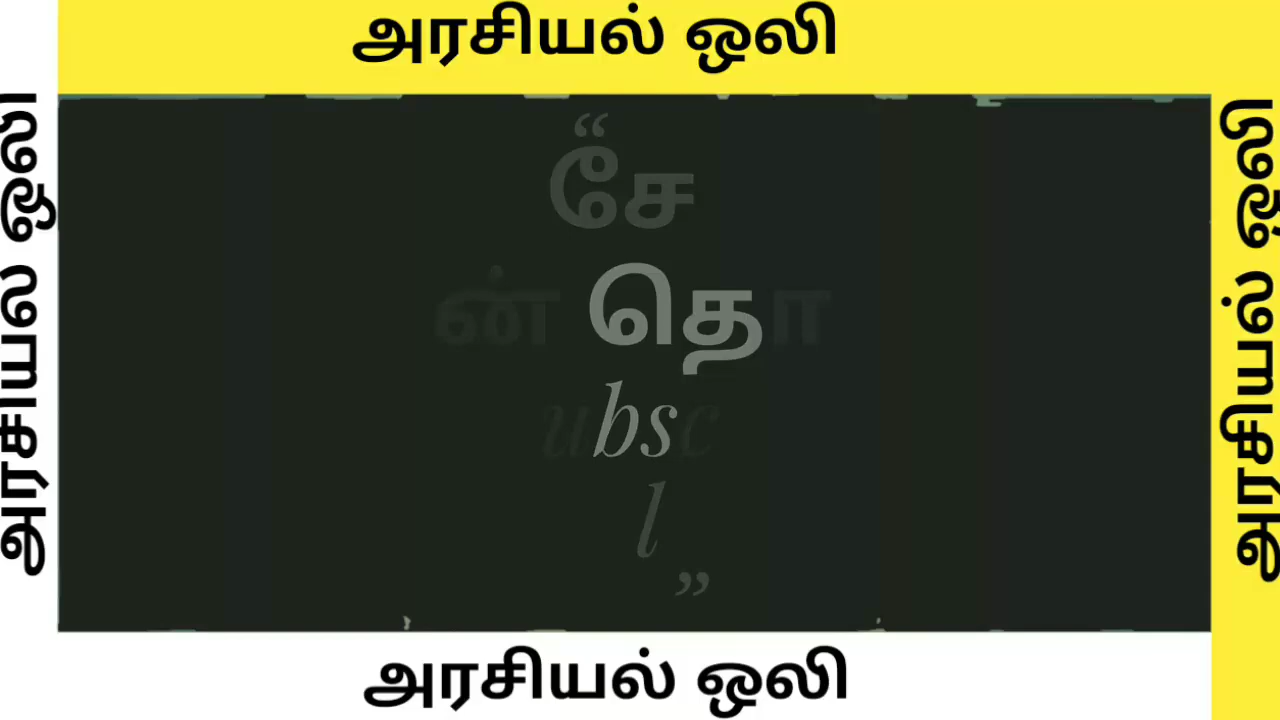 அரசியல் ஒலி
அரசியல் ஒலி
அரசியல் ஒலி
“
சே
ன் தொ
ubsc
l
”
அரசியல் ஒலி